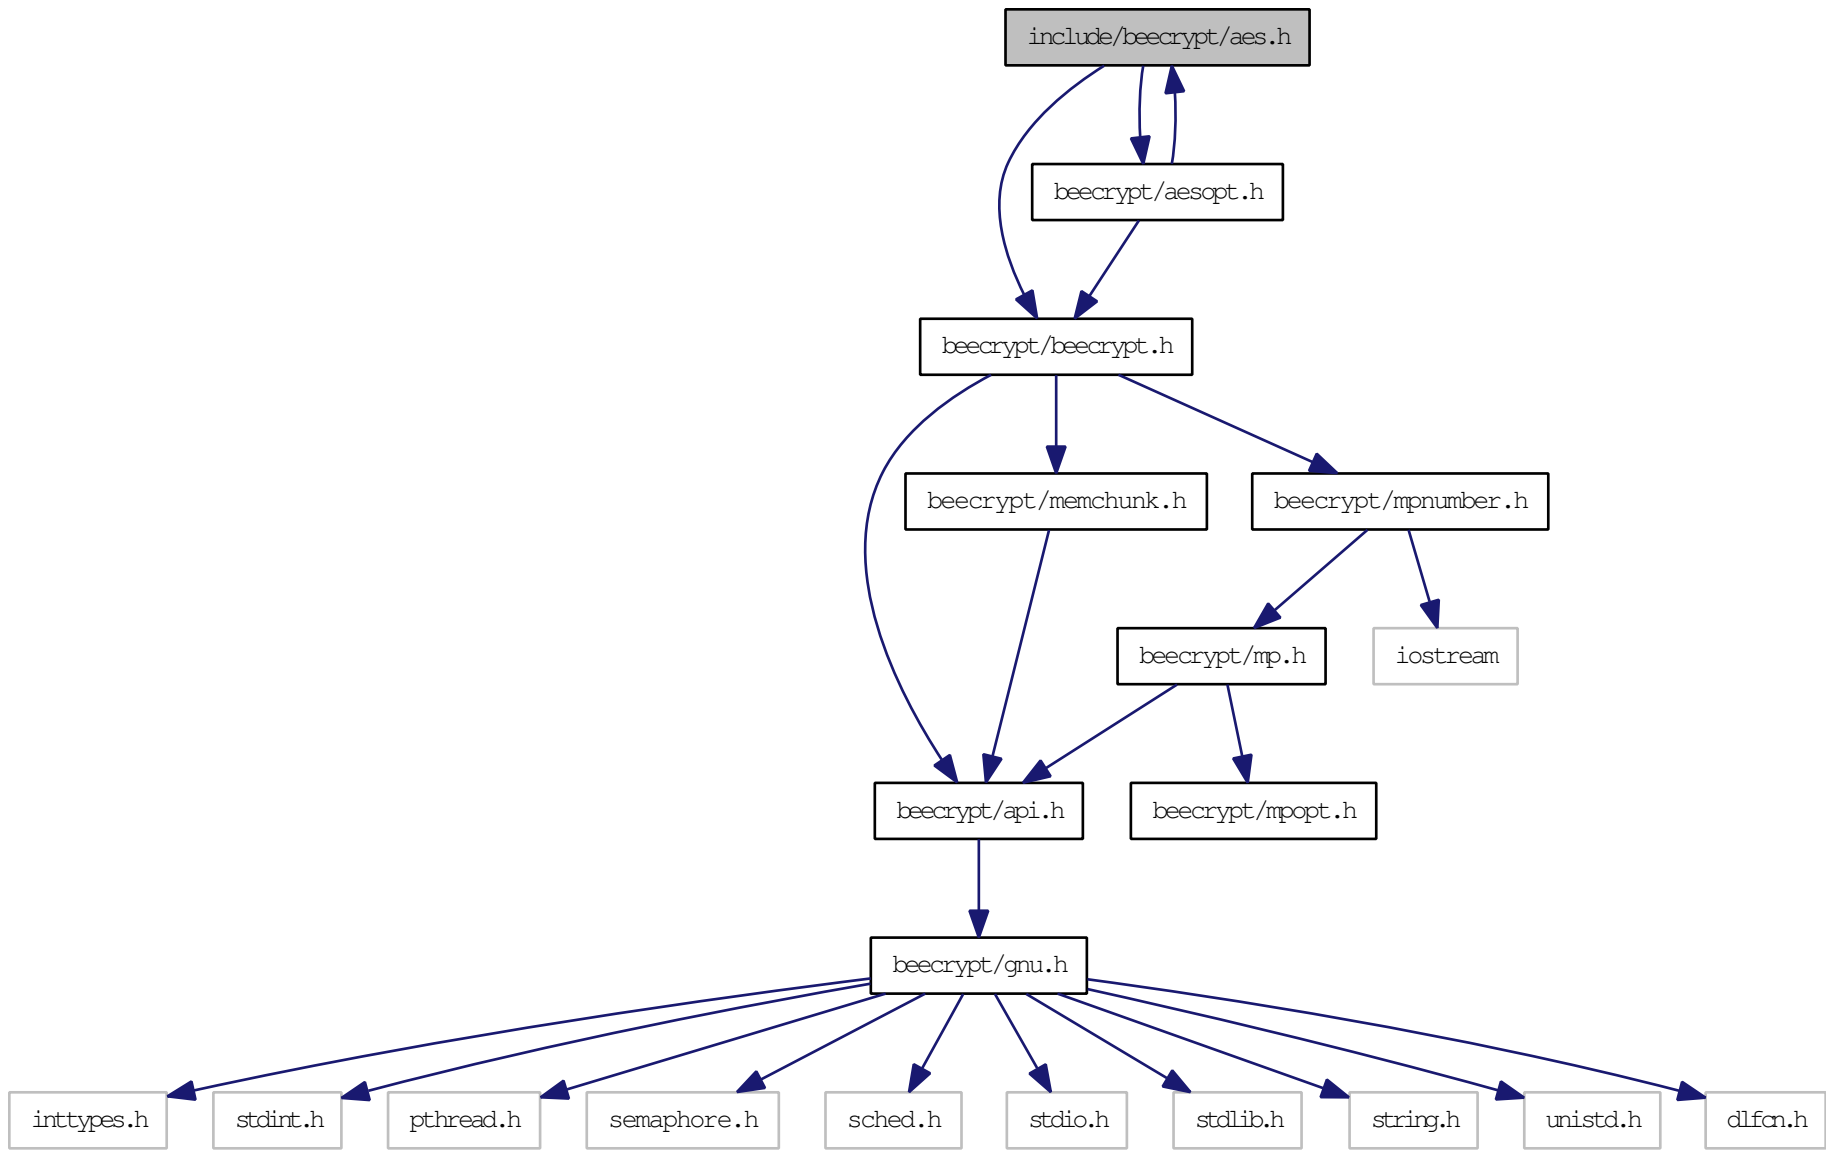 include/beecrypt/aes.h
beecrypt/aesopt.h
beecrypt/beecrypt.h
beecrypt/memchunk.h
beecrypt/mpnumber.h
beecrypt/mp.h
iostream
beecrypt/api.h
beecrypt/mpopt.h
beecrypt/gnu.h
inttypes.h
stdint.h
pthread.h
semaphore.h
sched.h
stdio.h
stdlib.h
string.h
unistd.h
dlfcn.h